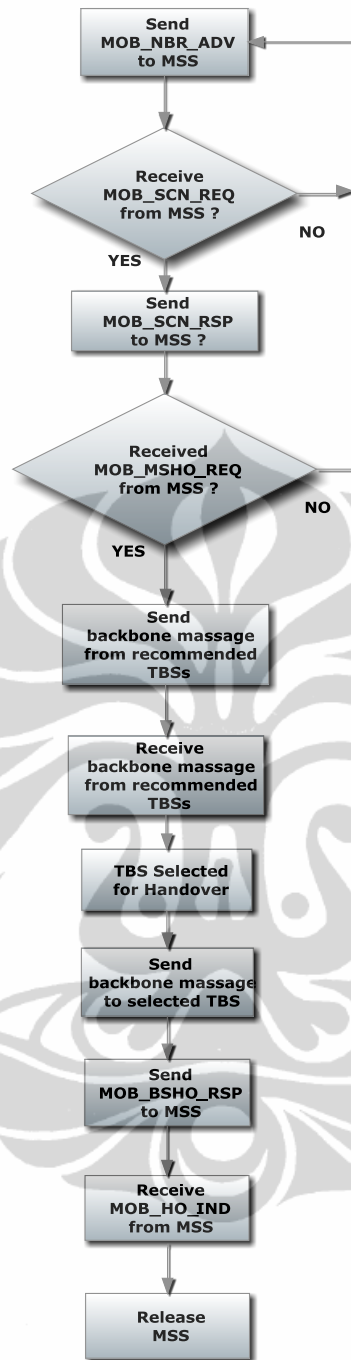 Send
MOB_NBR_ADV
to MSS
Receive
MOB_SCN_REQ
from MSS ?
NO
YES
Send
MOB_SCN_RSP
to MSS ?
Received
MOB_MSHO_REQ
from MSS ?
NO
YES
Send
backbone massage
from recommended
TBSs
Receive
backbone massage
from recommended
TBSs
TBS Selected
for Handover
Send
backbone massage
to selected TBS
Send
MOB_BSHO_RSP
to MSS
Receive
MOB_HO_IND
from MSS
Release
MSS